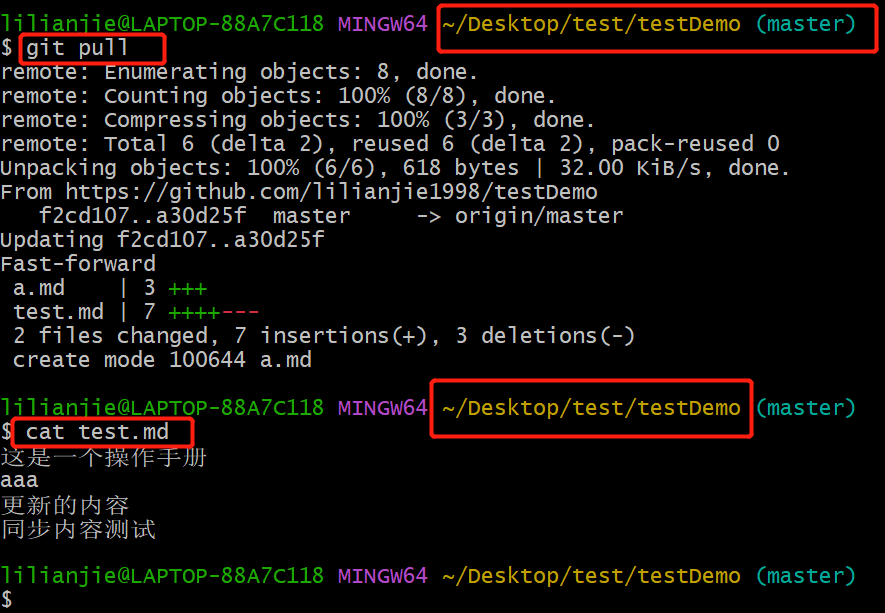 lilianjie@LAPTOP-88A7C118 MINGW64 ~/Desktop/test/testDemo (master)
$ git pull
remote: Enumerating objects: 8, done.
remote: Counting objects: 100% (8/8), done.
remote: Compressing objects: 100% (3/3), done.
remote: Total 6 (delta 2), reused 6 (delta 2), pack-reused 0
Unpacking objects: 100% (6/6), 618 bytes | 32.00 KiB/s, done.
From https://github.com/lilianjie1998/testDemo
   f2cd107..a30d25f  master     -> origin/master
Updating f2cd107..a30d25f
Fast-forward
 a.md    | 3 +++
 test.md | 7 ++++---
 2 files changed, 7 insertions(+), 3 deletions(-)
 create mode 100644 a.md
lilianjie@LAPTOP-88A7C118 MINGW64 ~/Desktop/test/testDemo (master)
$ cat test.md
这是一个操作手册
aaa
更新的内容
同步内容测试
lilianjie@LAPTOP-88A7C118 MINGW64 ~/Desktop/test/testDemo (master)
$